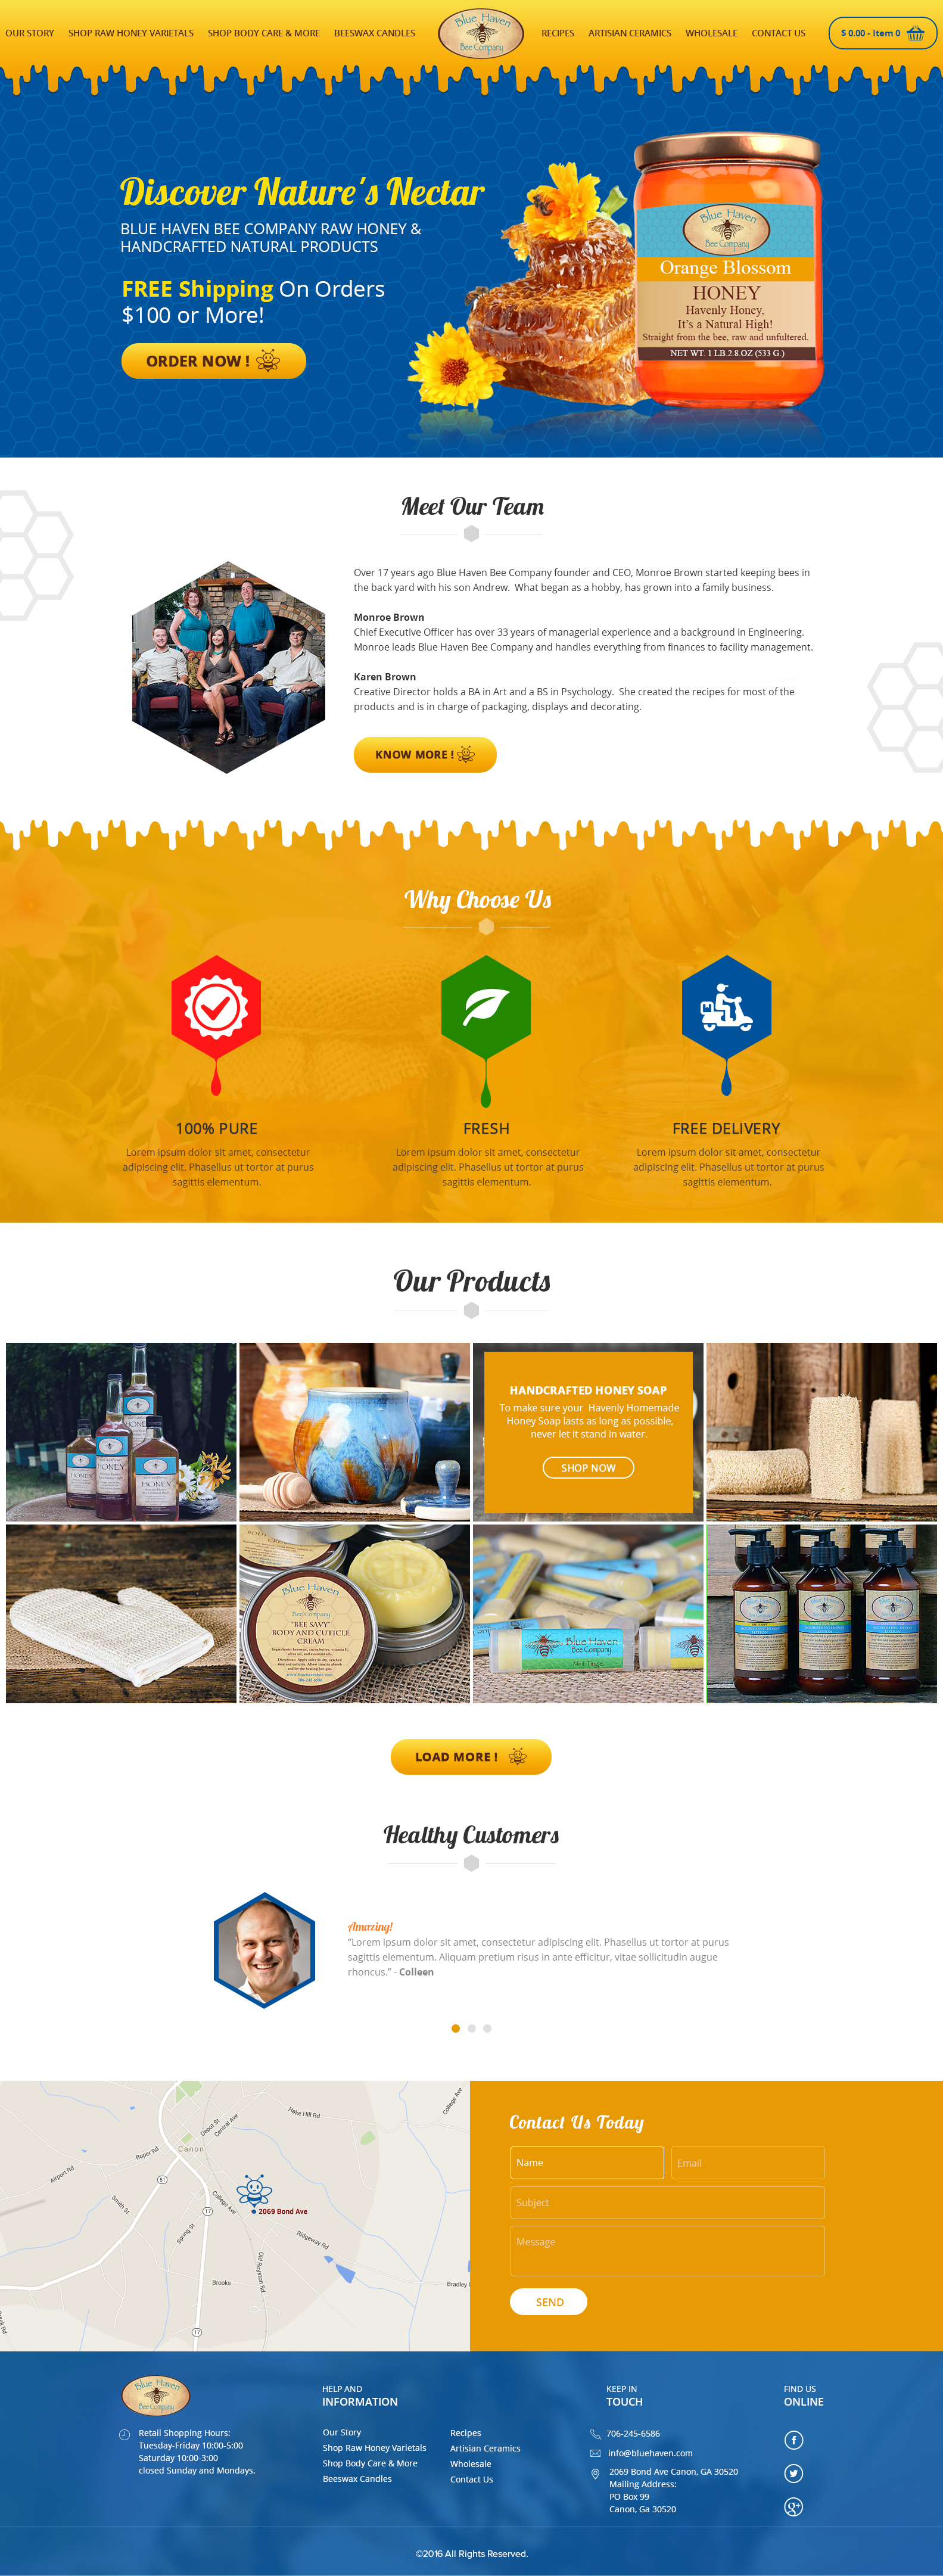 OUR STORY
SHOP RAW HONEY VARIETALS
SHOP BODY CARE & MORE
BEESWAX CANDLES
Blue Haven
Bee Company
RECIPES
ARTISIAN CERAMICS
WHOLESALE
CONTACT US
$ 0.00 - Item 0
Discover Nature's Nectar
BLUE HAVEN BEE COMPANY RAW HONEY &
HANDCRAFTED NATURAL PRODUCTS
FREE Shipping On Orders
$100 or More!
ORDER NOW !
Blue Haven
Bee Company
Orange Blossom
HONEY
Havenly Honey,
It's a Natural High!
Straight from the bee, raw and unfultered.
NET WT. 1 LB.2.8.OZ (533 G.)
Meet Our Team
Over 17 years ago Blue Haven Bee Company founder and CEO, Monroe Brown started keeping bees in
the back yard with his son Andrew. What began as a hobby, has grown into a family business.
Monroe Brown
Chief Executive Officer has over 33 years of managerial experience and a background in Engineering.
Monroe leads Blue Haven Bee Company and handles everything from finances to facility management.
Karen Brown
Creative Director holds a BA in Art and a BS in Psychology. She created the recipes for most of the
products and is in charge of packaging, displays and decorating.
KNOW MORE !
Why Choose Us
100% PURE
Lorem ipsum dolor sit amet, consectetur
adipiscing elit. Phasellus ut tortor at purus
sagittis elementum.
FRESH
Lorem ipsum dolor sit amet, consectetur
adipiscing elit. Phasellus ut tortor at purus
sagittis elementum.
FREE DELIVERY
Lorem ipsum dolor sit amet, consectetur
adipiscing elit. Phasellus ut tortor at purus
sagittis elementum.
Our Products
HONEY
HONEY
HONEY
HANDCRAFTED HONEY SOAP
To make sure your Havenly Homemade
Honey Soap lasts as long as possible,
never let it stand in water.
SHOP NOW
Blue Haven
Bee Company
"BEE SAVY"
BODY AND CUTICLE
CREAM
Blue Haven
Bee Company
LOTION
LOTION
LOTION
LOAD MORE !
Healthy Customers
Amazing!
"Lorem ipsum dolor sit amet, consectetur adipiscing elit. Phasellus ut tortor at purus
sagittis elementum. Aliquam pretium risus in ante efficitur, vitae sollicitudin augue
rhoncus." - Colleen
College Ave
Hake Hill Rd
Depot St
Central Ave
Canon
Roper Rd
Airport Rd
51
Smith St
College Ave
17
2069 Bond Ave
Spring St
Ridgeway Rd
Old Royston Rd
Brooks
Bradley
17
Contact Us Today
Name
Email
Subject
Message
SEND
Blue Haven
Bee Company
Retail Shopping Hours:
Tuesday-Friday 10:00-5:00
Saturday 10:00-3:00
closed Sunday and Mondays.
HELP AND
INFORMATION
Our Story
Shop Raw Honey Varietals
Shop Body Care & More
Beeswax Candles
Recipes
Artisian Ceramics
Wholesale
Contact Us
KEEP IN
TOUCH
706-245-6586
info@bluehaven.com
2069 Bond Ave Canon, GA 30520
Mailing Address:
PO Box 99
Canon, Ga 30520
FIND US
ONLINE
©2016 All Rights Reserved.